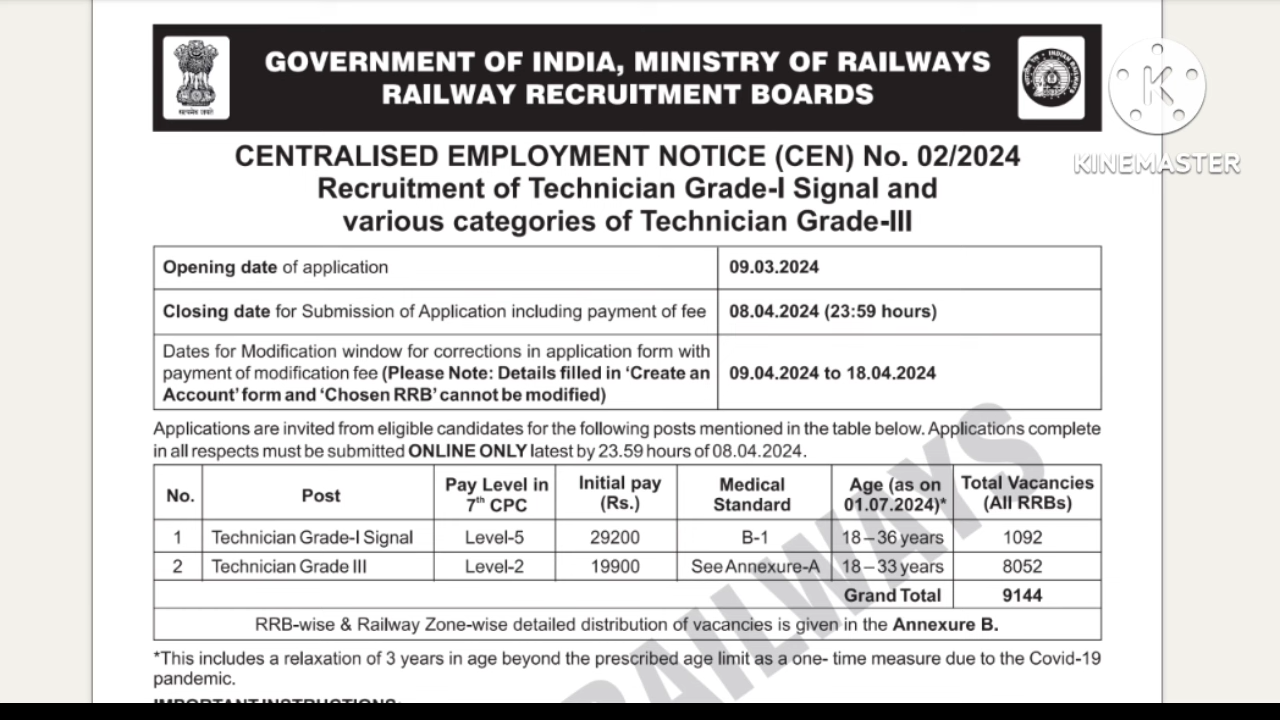 GOVERNMENT OF INDIA, MINISTRY OF RAILWAYS
RAILWAY RECRUITMENT BOARDS
सत्यमेव जयते
K
KINEMASTER
CENTRALISED EMPLOYMENT NOTICE (CEN) No. 02/2024
Recruitment of Technician Grade-I Signal and
various categories of Technician Grade-III
Opening date of application 09.03.2024
Closing date for Submission of Application including payment of fee 08.04.2024 (23:59 hours)
Dates for Modification window for corrections in application form with
payment of modification fee (Please Note: Details filled in ‘Create an
Account’ form and ‘Chosen RRB’ cannot be modified)
09.04.2024 to 18.04.2024
Applications are invited from eligible candidates for the following posts mentioned in the table below. Applications complete
in all respects must be submitted ONLINE ONLY latest by 23.59 hours of 08.04.2024.
No. Post Pay Level in 7th CPC Initial pay (Rs.) Medical Standard Age (as on 01.07.2024)* Total Vacancies (All RRBs)
1 Technician Grade-I Signal Level-5 29200 B-1 18–36 years 1092
2 Technician Grade III Level-2 19900 See Annexure-A 18–33 years 8052
Grand Total 9144
RRB-wise & Railway Zone-wise detailed distribution of vacancies is given in the Annexure B.
*This includes a relaxation of 3 years in age beyond the prescribed age limit as a one- time measure due to the Covid-19
pandemic.
IMPORTANT INSTRUCTIONS:
RAILWAYS